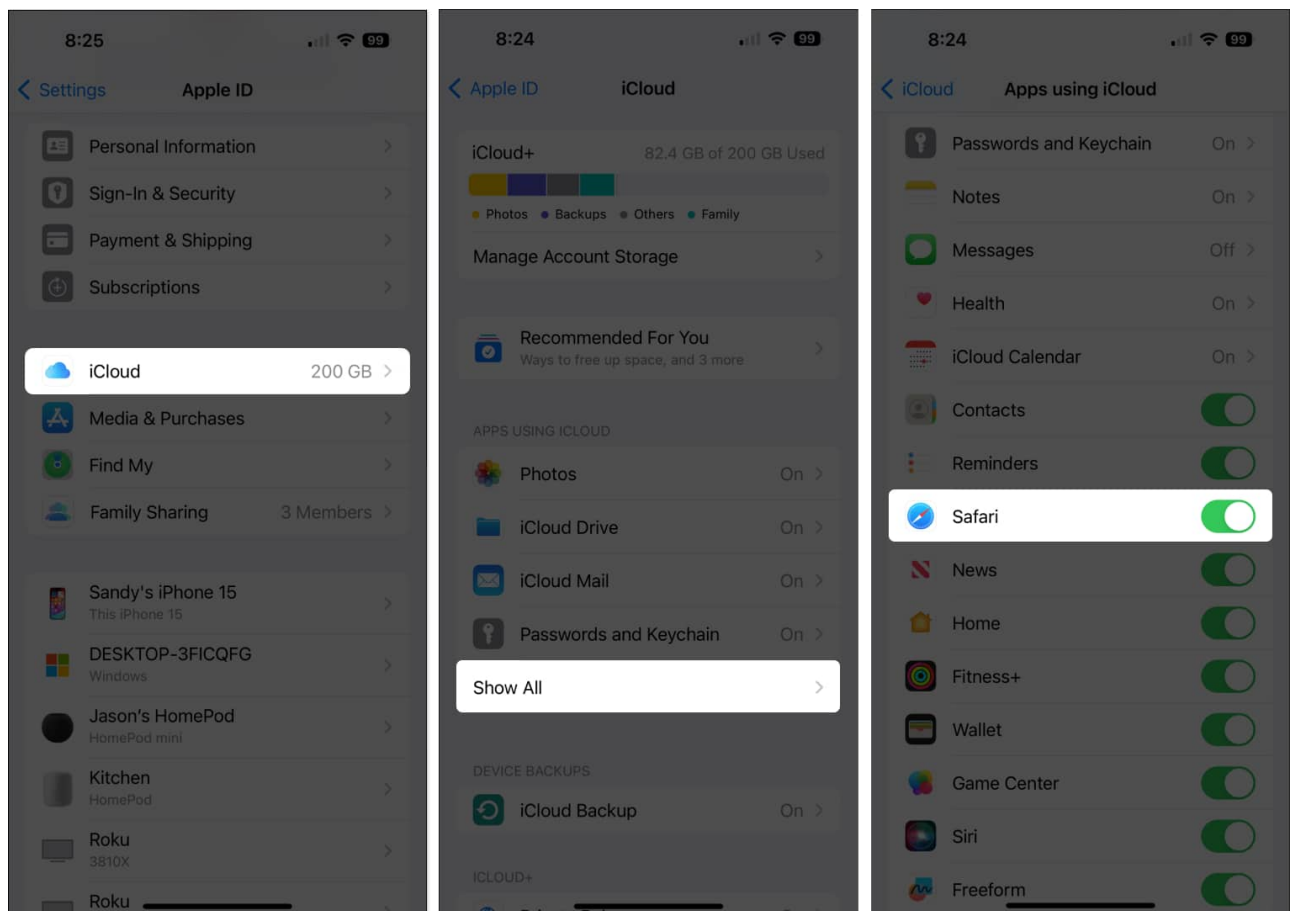 8:25
99
Settings
Apple ID
Personal Information
Sign-In & Security
Payment & Shipping
Subscriptions
iCloud 200 GB
Media & Purchases
Find My
Family Sharing 3 Members
Sandy's iPhone 15
This iPhone 15
DESKTOP-3FICQFG
Windows
Jason's HomePod
HomePod mini
Kitchen
HomePod
Roku
3810X
Roku
8:24
99
Apple ID
iCloud
iCloud+ 82.4 GB of 200 GB Used
Photos Backups Others Family
Manage Account Storage
Recommended For You
Ways to free up space, and 3 more
APPS USING ICLOUD
Photos On
iCloud Drive On
iCloud Mail On
Passwords and Keychain On
Show All
DEVICE BACKUPS
iCloud Backup On
ICLOUD+
8:24
99
iCloud
Apps using iCloud
Passwords and Keychain On
Notes On
Messages Off
Health On
iCloud Calendar On
Contacts
Reminders
Safari
News
Home
Fitness+
Wallet
Game Center
Siri
Freeform